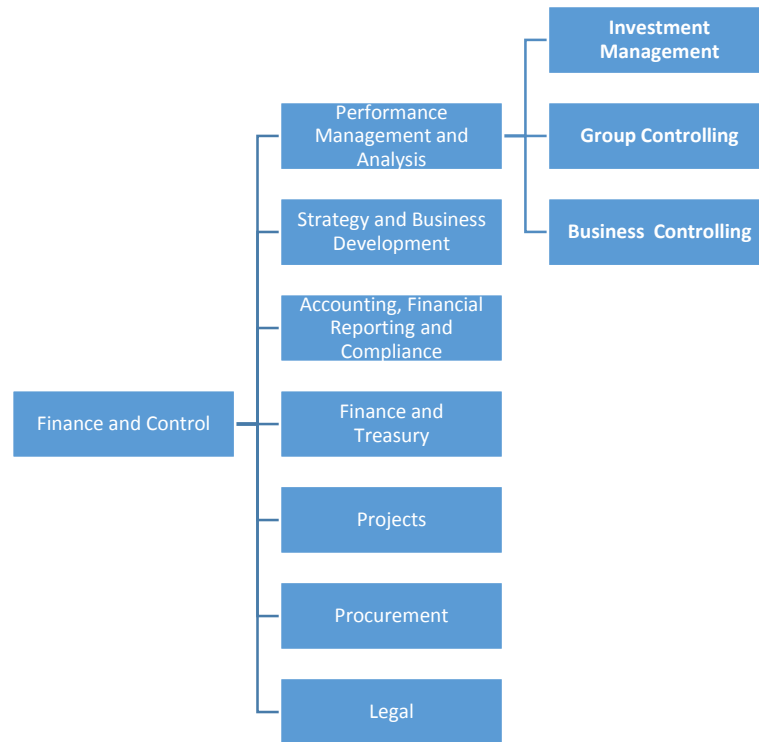 Investment
Management
Performance
Management and
Analysis
Group Controlling
Business  Controlling
Strategy and Business
Development
Accounting, Financial
Reporting and
Compliance
Finance and Control
Finance and
Treasury
Projects
Procurement
Legal